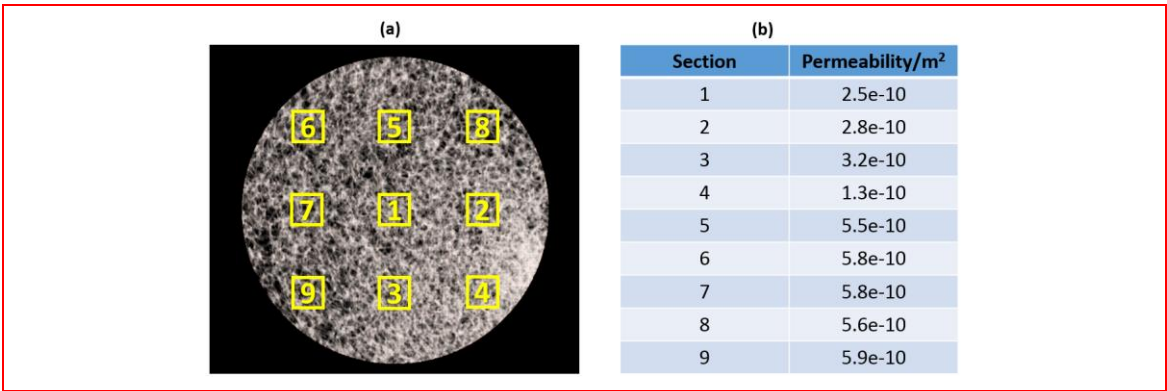 (a)
6 5 8
7 1 2
9 3 4
(b)
Section Permeability/m²
1 2.5e-10
2 2.8e-10
3 3.2e-10
4 1.3e-10
5 5.5e-10
6 5.8e-10
7 5.8e-10
8 5.6e-10
9 5.9e-10